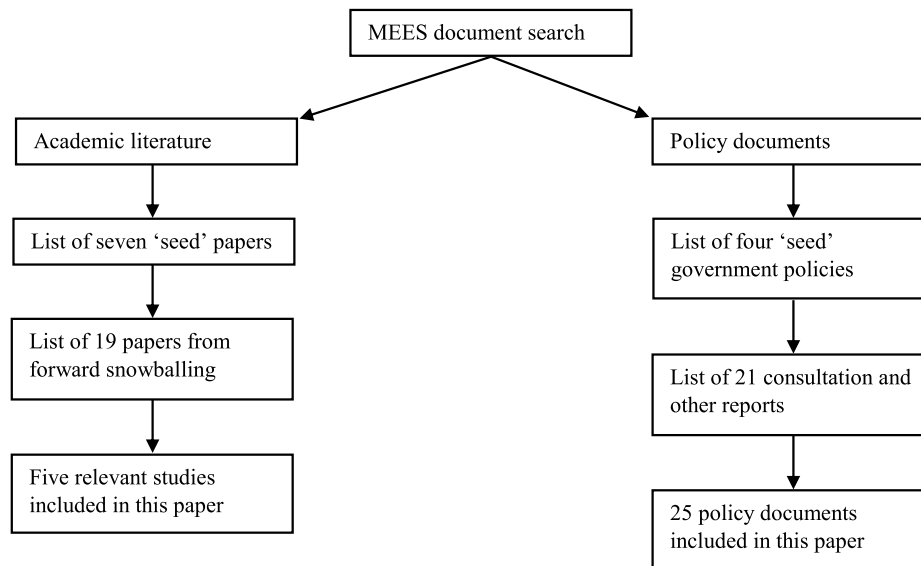 MEES document search
Academic literature
List of seven ‘seed’ papers
List of 19 papers from
forward snowballing
Five relevant studies
included in this paper
Policy documents
List of four ‘seed’
government policies
List of 21 consultation and
other reports
25 policy documents
included in this paper